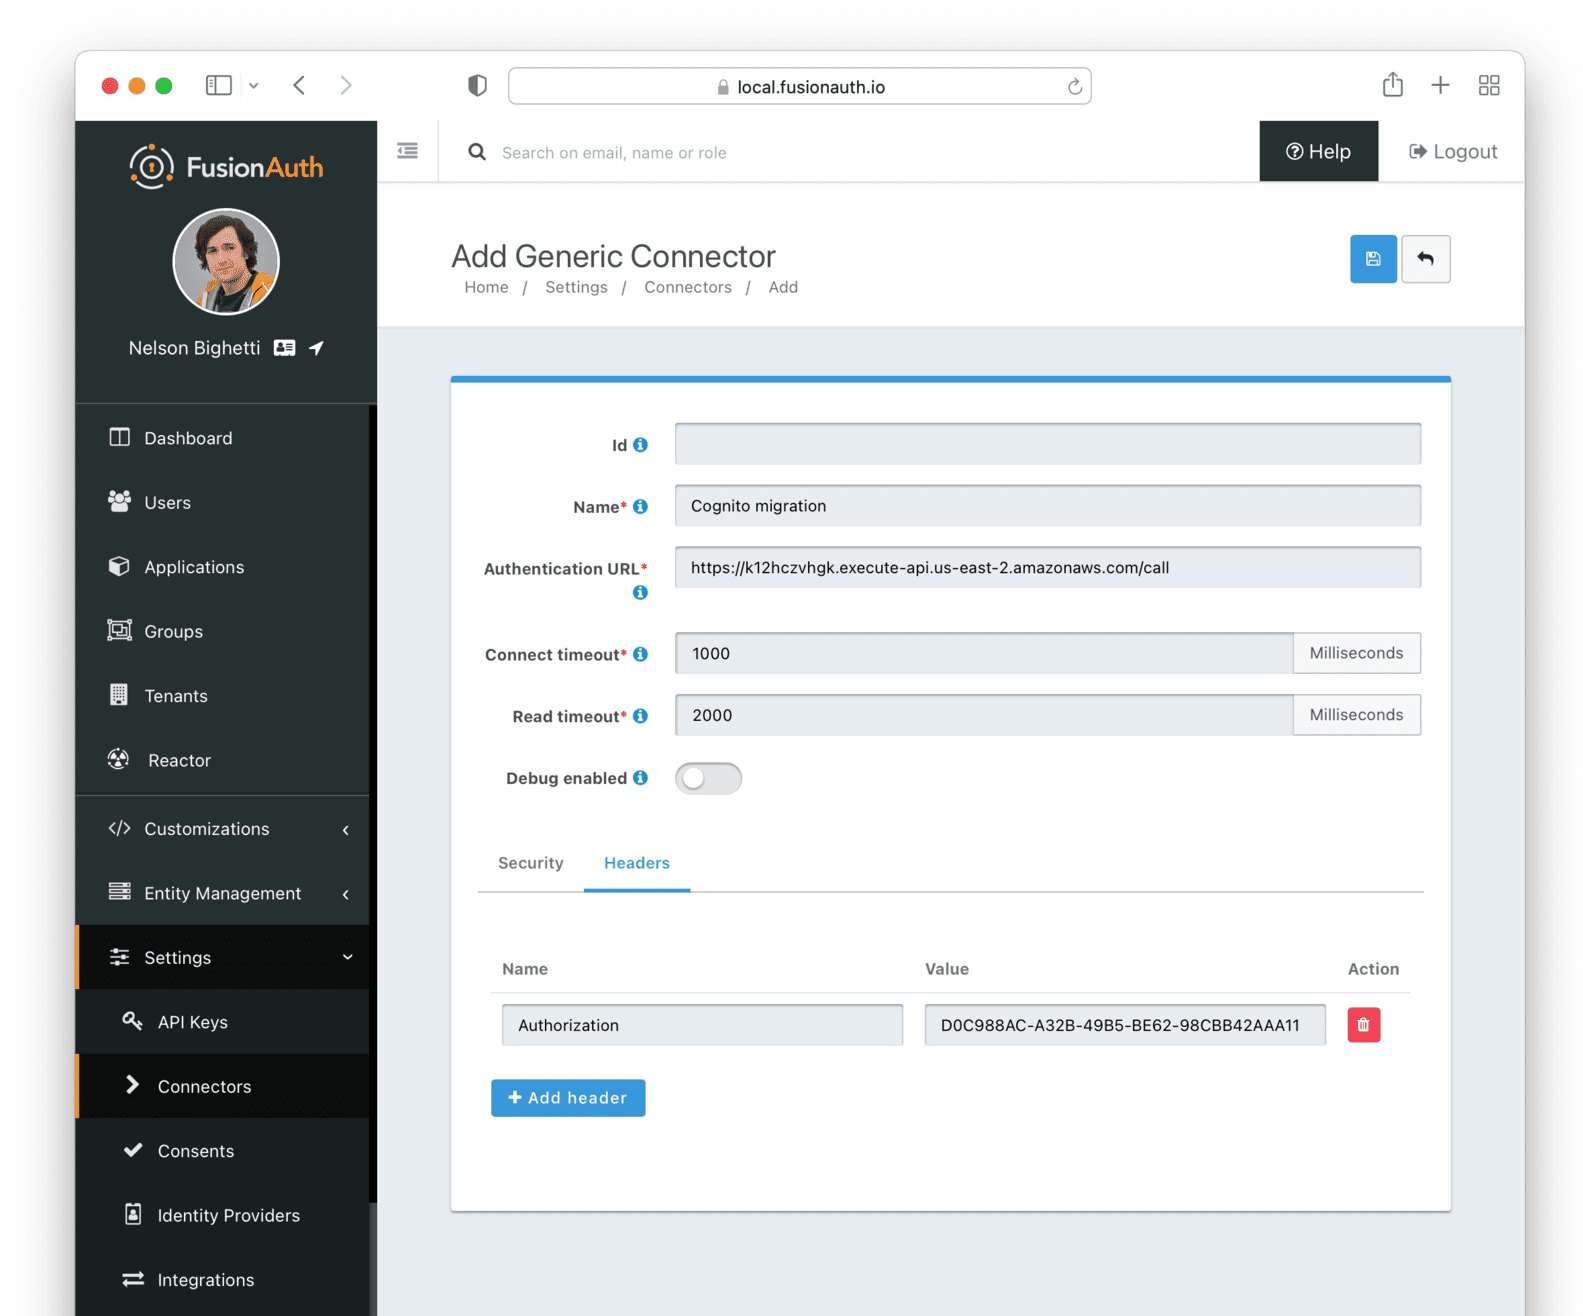 local.fusionauth.io
FusionAuth
Search on email, name or role
Help
Logout
Nelson Bighetti
Add Generic Connector
Home / Settings / Connectors / Add
Dashboard
Users
Applications
Groups
Tenants
Reactor
Customizations
Entity Management
Settings
API Keys
Connectors
Consents
Identity Providers
Integrations
Id
Name* Cognito migration
Authentication URL* https://k12hczvhgk.execute-api.us-east-2.amazonaws.com/call
Connect timeout* 1000 Milliseconds
Read timeout* 2000 Milliseconds
Debug enabled
Security Headers
Name Value Action
Authorization D0C988AC-A32B-49B5-BE62-98CBB42AAA11
Add header